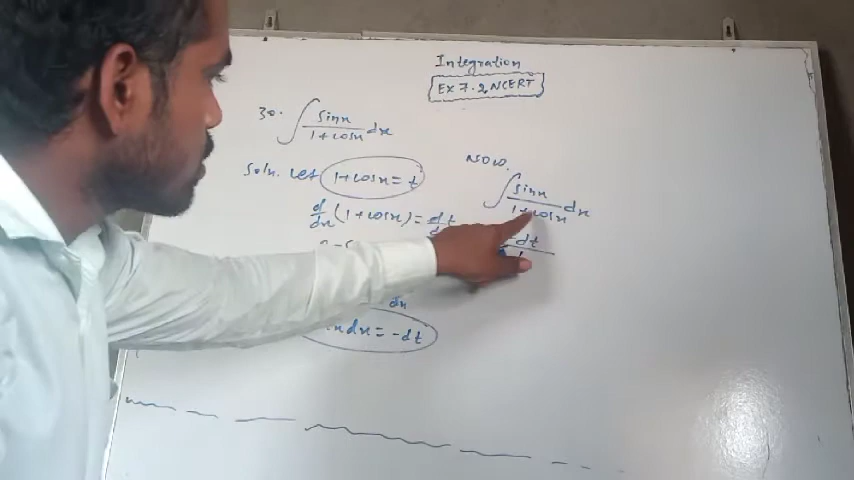 Integration
Ex 7.2 NCERT
30. ∫ sinx / 1+cosx dx
Soln. Let 1+cosx = t
d/dx (1+cosx) = dt
dx
dx = -dt
Now.
∫ sinx / 1+cosx dx
-dt